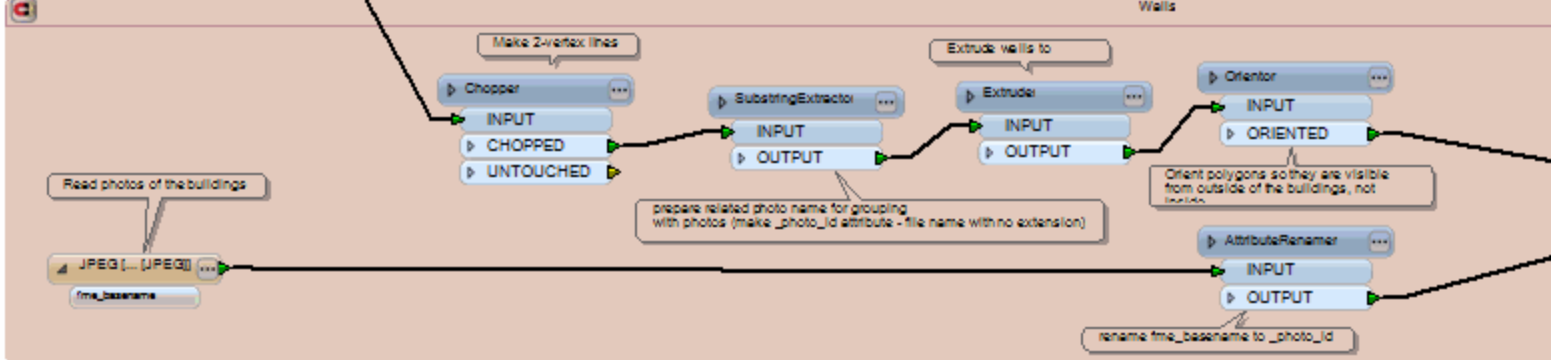 Walls
Make 2-vertex lines
Extrude walls to
Chopper
INPUT
CHOPPED
UNTOUCHED
SubstringExtractor
INPUT
OUTPUT
Extruder
INPUT
OUTPUT
Orientor
INPUT
ORIENTED
Orient polygons so they are visible
from outside of the buildings, not
inside.
Read photos of the buildings
prepare related photo name for grouping
with photos (make _photo_id attribute - file name with no extension)
JPEG [... [JPEG]]
fme_basename
AttributeRenamer
INPUT
OUTPUT
rename fme_basename to _photo_id